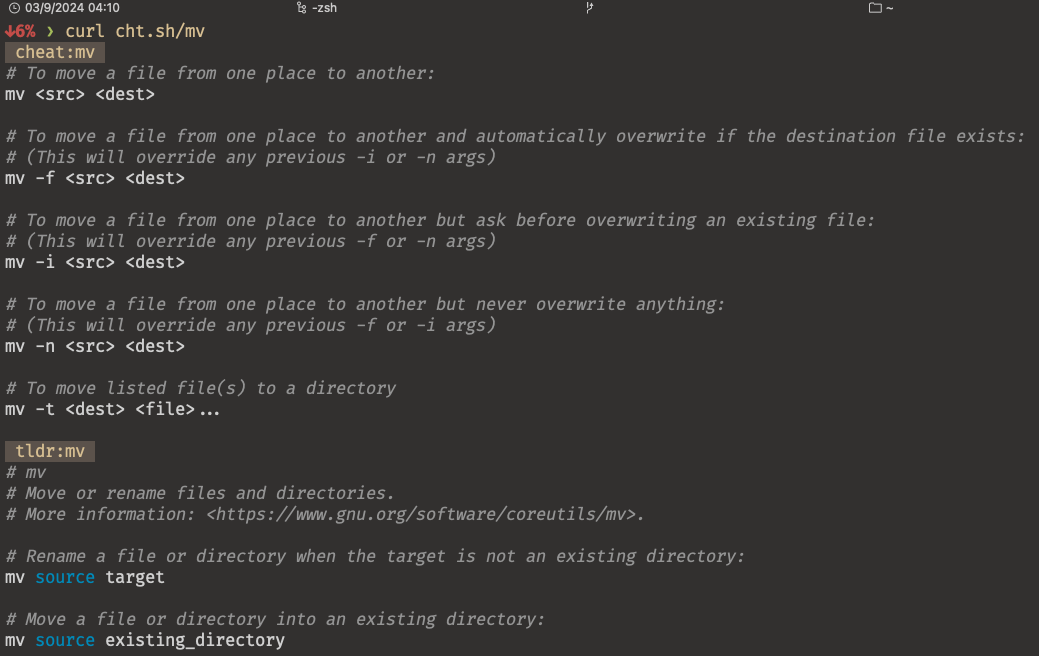 03/9/2024 04:10 -zsh ~
↓6% ❯ curl cht.sh/mv
cheat:mv
# To move a file from one place to another:
mv <src> <dest>
# To move a file from one place to another and automatically overwrite if the destination file exists:
# (This will override any previous -i or -n args)
mv -f <src> <dest>
# To move a file from one place to another but ask before overwriting an existing file:
# (This will override any previous -f or -n args)
mv -i <src> <dest>
# To move a file from one place to another but never overwrite anything:
# (This will override any previous -f or -i args)
mv -n <src> <dest>
# To move listed file(s) to a directory
mv -t <dest> <file>...
tldr:mv
# mv
# Move or rename files and directories.
# More information: <https://www.gnu.org/software/coreutils/mv>.
# Rename a file or directory when the target is not an existing directory:
mv source target
# Move a file or directory into an existing directory:
mv source existing_directory